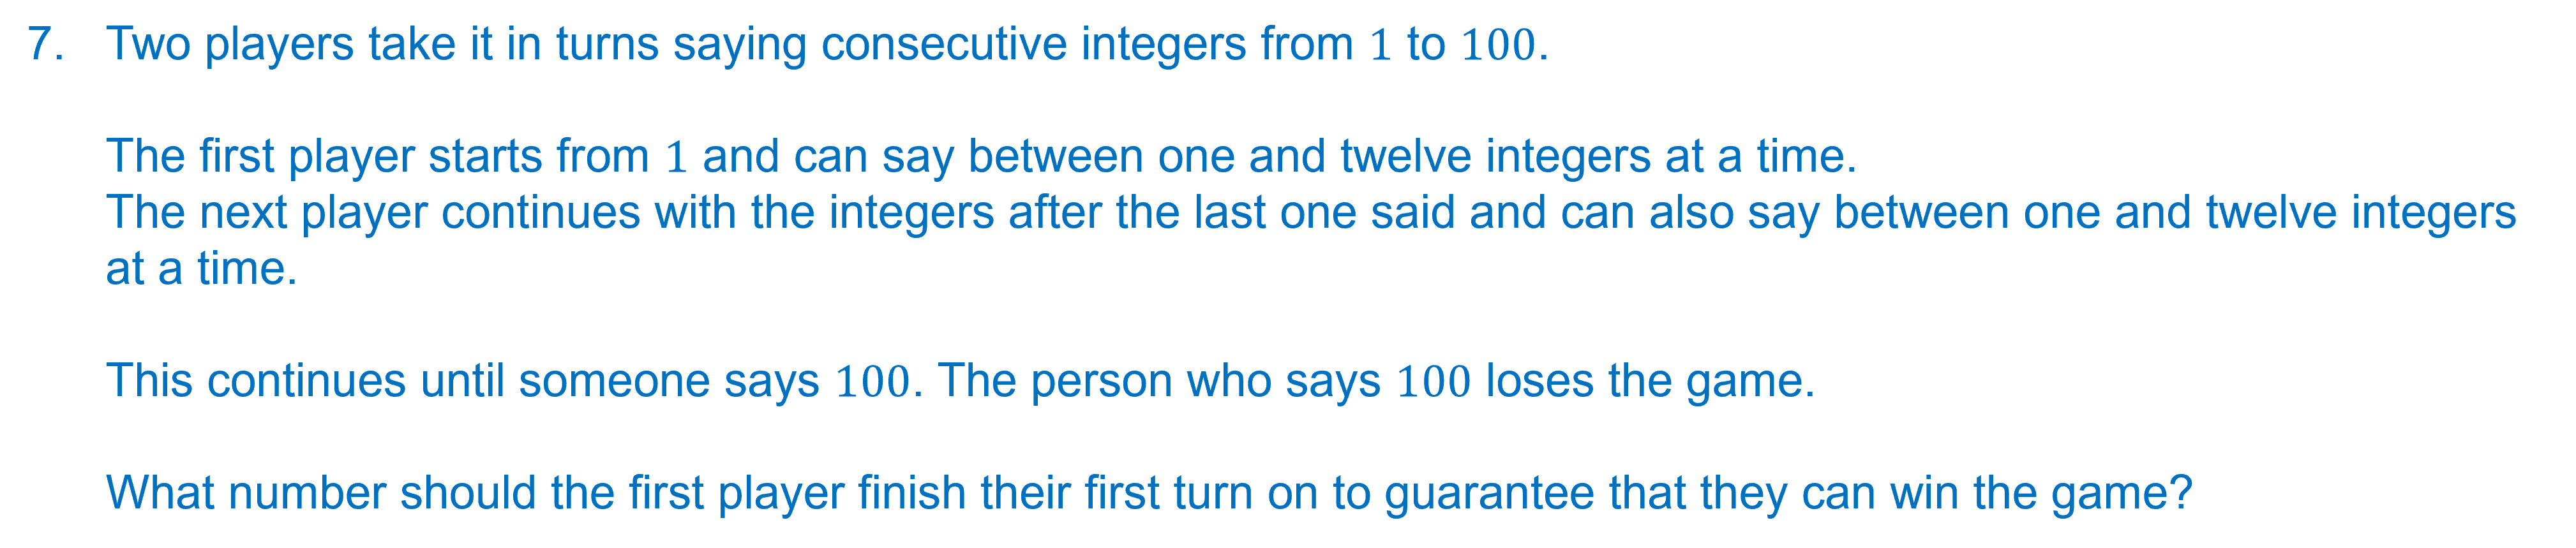 7. Two players take it in turns saying consecutive integers from 1 to 100.
The first player starts from 1 and can say between one and twelve integers at a time.
The next player continues with the integers after the last one said and can also say between one and twelve integers
at a time.
This continues until someone says 100. The person who says 100 loses the game.
What number should the first player finish their first turn on to guarantee that they can win the game?